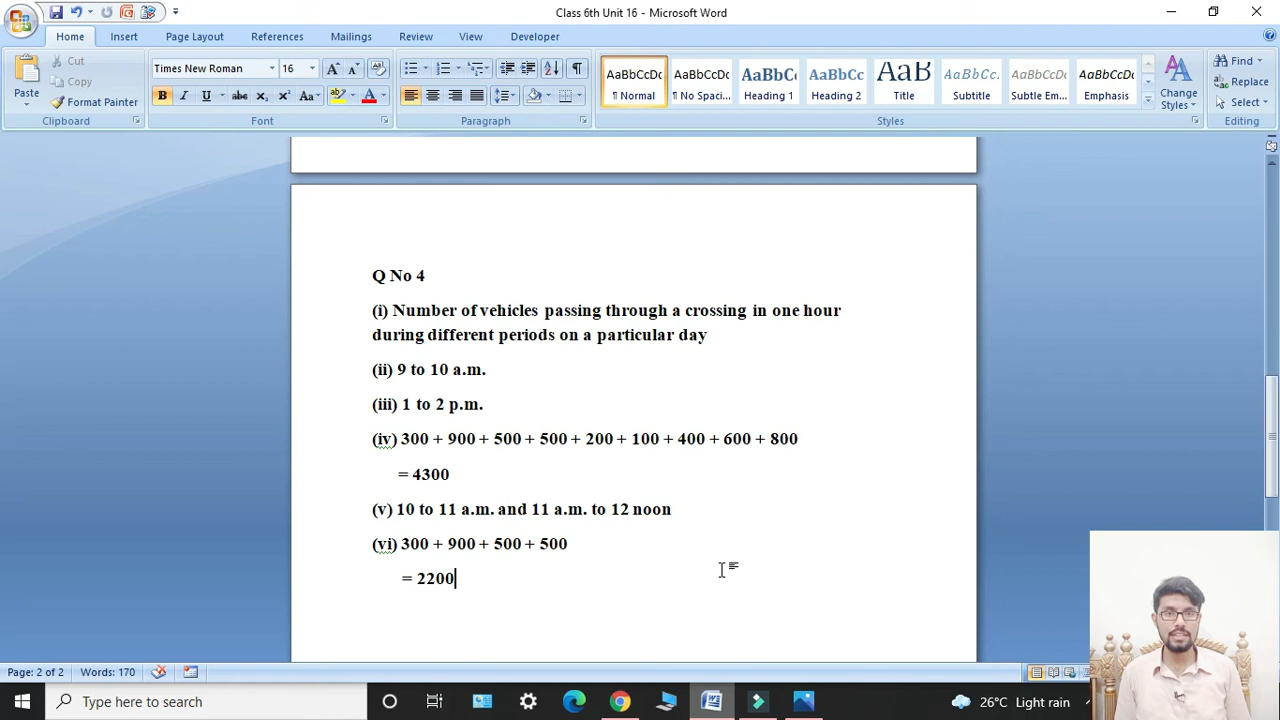 Class 6th Unit 16 - Microsoft Word
Home Insert Page Layout References Mailings Review View Developer
Paste
Cut
Copy
Format Painter
Clipboard
Times New Roman 16
B I U abc x₂ x² Aa
Font
Paragraph
AaBbCcDc AaBbCcDc AaBbCc AaBbCc AaB AaBbCc. AaBbCcDc AaBbCcDc
¶ Normal ¶ No Spaci... Heading 1 Heading 2 Title Subtitle Subtle Em... Emphasis
Change
Styles
Styles
Find
Replace
Select
Editing
Q No 4
(i) Number of vehicles passing through a crossing in one hour
during different periods on a particular day
(ii) 9 to 10 a.m.
(iii) 1 to 2 p.m.
(iv) 300 + 900 + 500 + 500 + 200 + 100 + 400 + 600 + 800
= 4300
(v) 10 to 11 a.m. and 11 a.m. to 12 noon
(vi) 300 + 900 + 500 + 500
= 2200
Page: 2 of 2 Words: 170
Type here to search
26°C Light rain